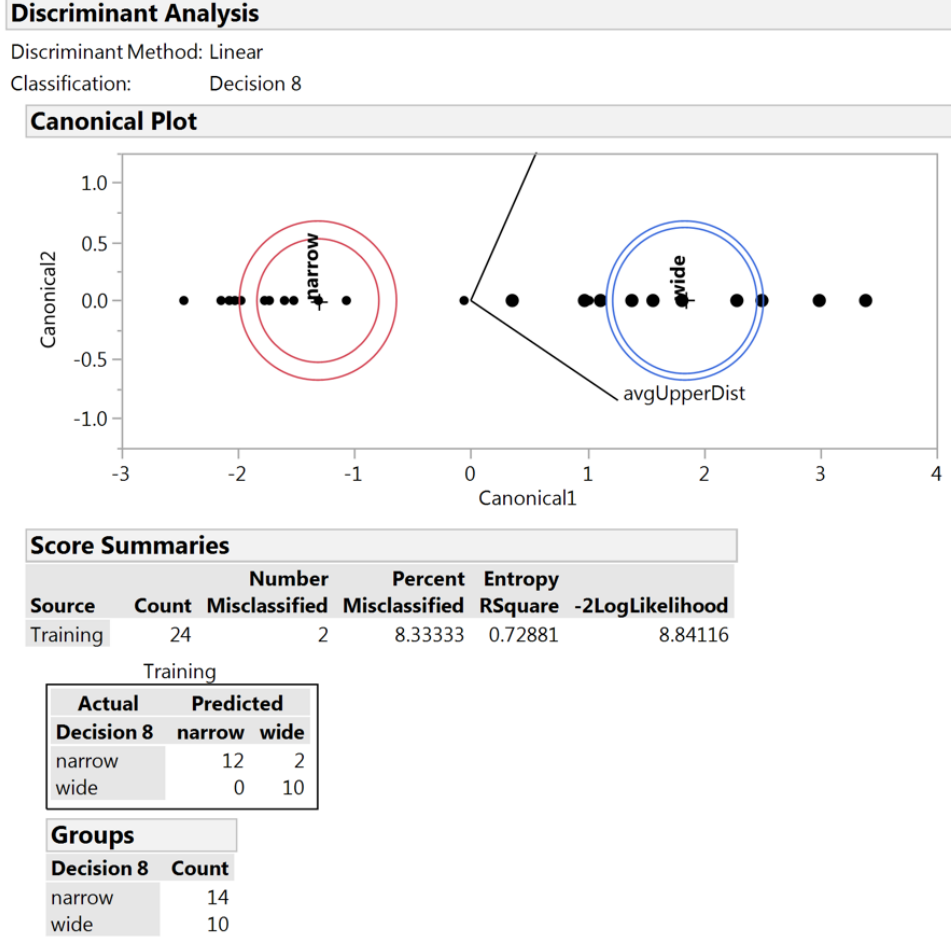 Discriminant Analysis
Discriminant Method: Linear
Classification: Decision 8
Canonical Plot
1.0
0.5
0.0
-0.5
-1.0
Canonical2
narrow
wide
avgUpperDist
-3 -2 -1 0 1 2 3 4
Canonical1
Score Summaries
Number Percent Entropy
Source Count Misclassified Misclassified RSquare -2LogLikelihood
Training 24 2 8.33333 0.72881 8.84116
Training
Actual Predicted
Decision 8 narrow wide
narrow 12 2
wide 0 10
Groups
Decision 8 Count
narrow 14
wide 10